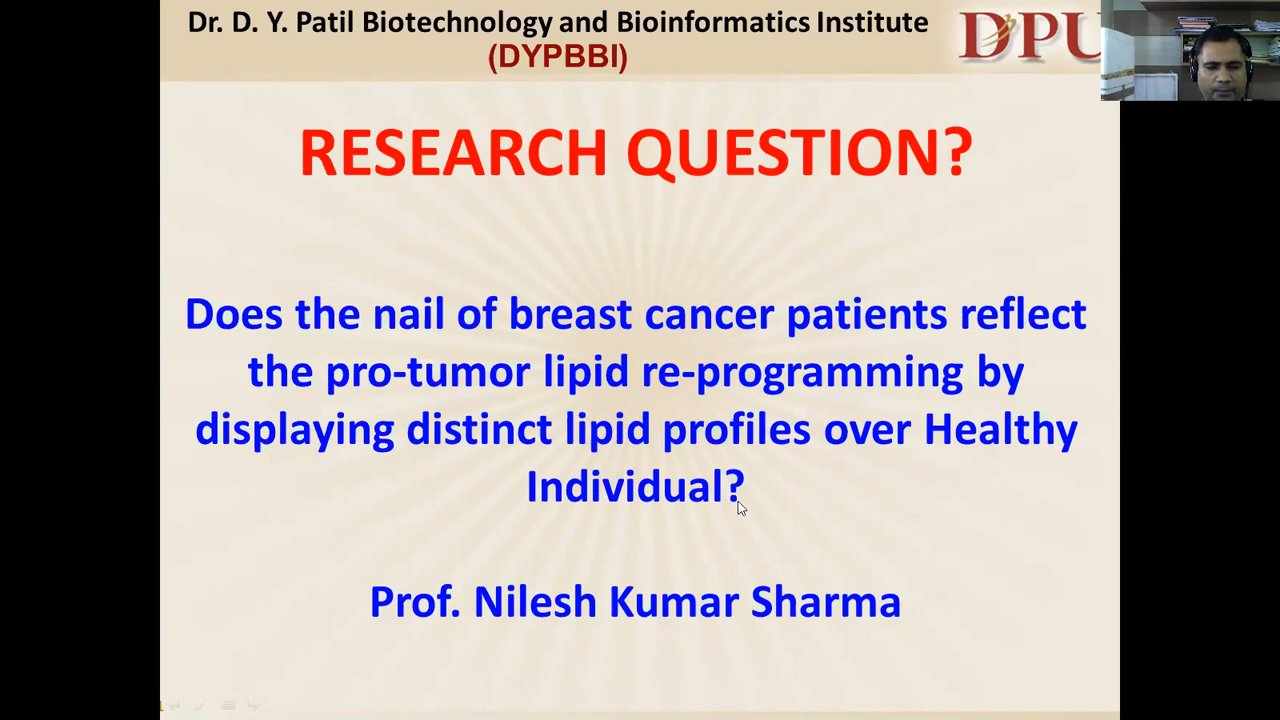 Dr. D. Y. Patil Biotechnology and Bioinformatics Institute
(DYPBBI)
DPU
RESEARCH QUESTION?
Does the nail of breast cancer patients reflect
the pro-tumor lipid re-programming by
displaying distinct lipid profiles over Healthy
Individual?
Prof. Nilesh Kumar Sharma